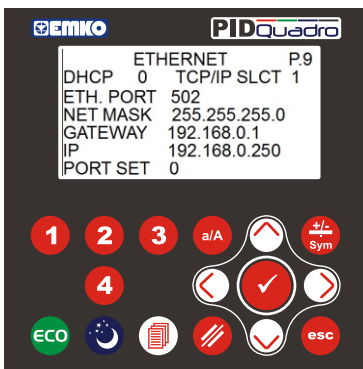 EMKO PIDQuadro
ETHERNET P.9
DHCP 0 TCP/IP SLCT 1
ETH. PORT 502
NET MASK 255.255.255.0
GATEWAY 192.168.0.1
IP 192.168.0.250
PORT SET 0
1 2 3 a/A +/- Sym
4
ECO esc